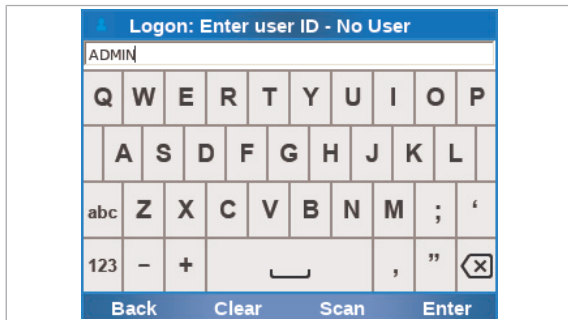 Logon: Enter user ID - No User
ADMIN
Q W E R T Y U I O P
A S D F G H J K L
abc Z X C V B N M ; ‘
123 - + , ”
Back Clear Scan Enter